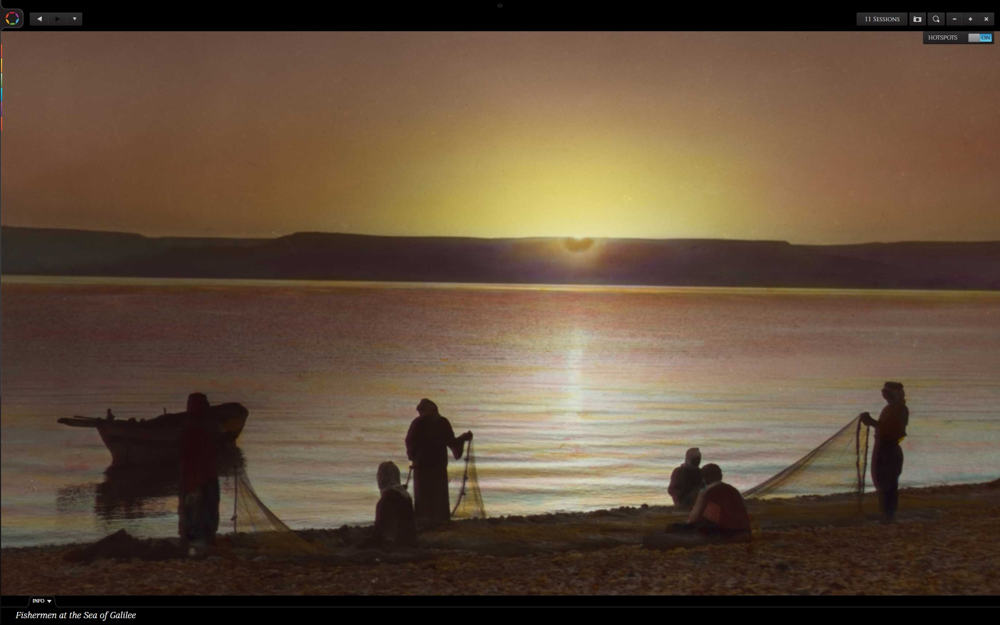 11 SESSIONS
HOTSPOTS ON
INFO
Fishermen at the Sea of Galilee